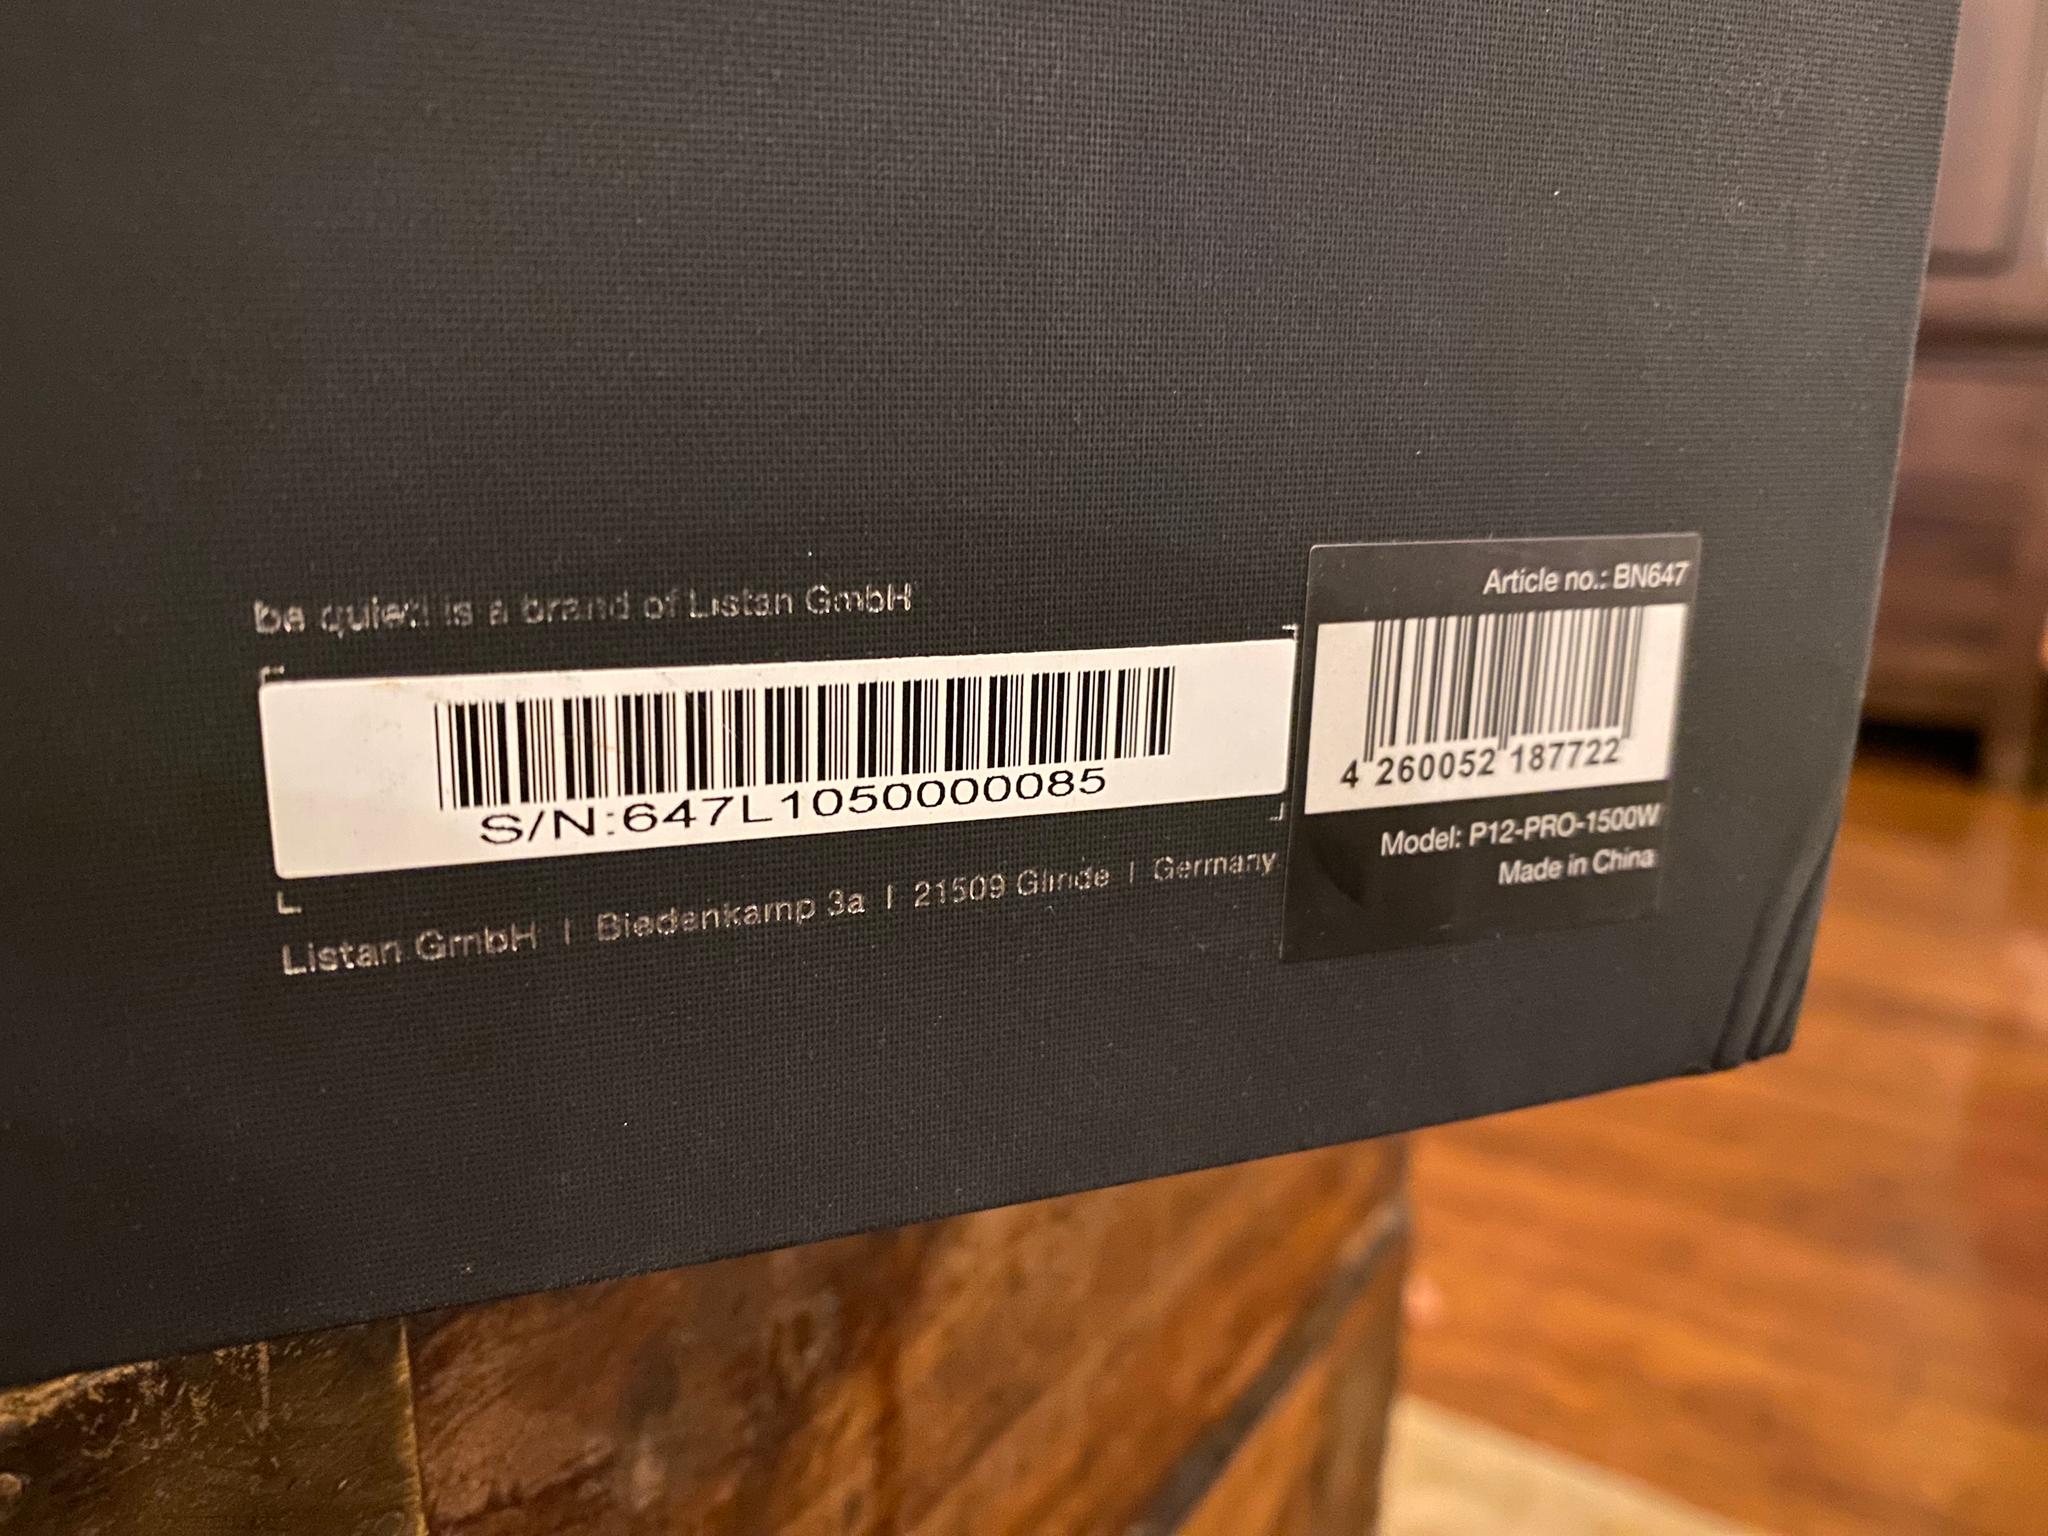 be quiet! is a brand of Listan GmbH
S/N:647L1050000085
Listan GmbH | Biedenkamp 3a | 21509 Glinde | Germany
Article no.: BN647
4 260052 187722
Model: P12-PRO-1500W
Made in China